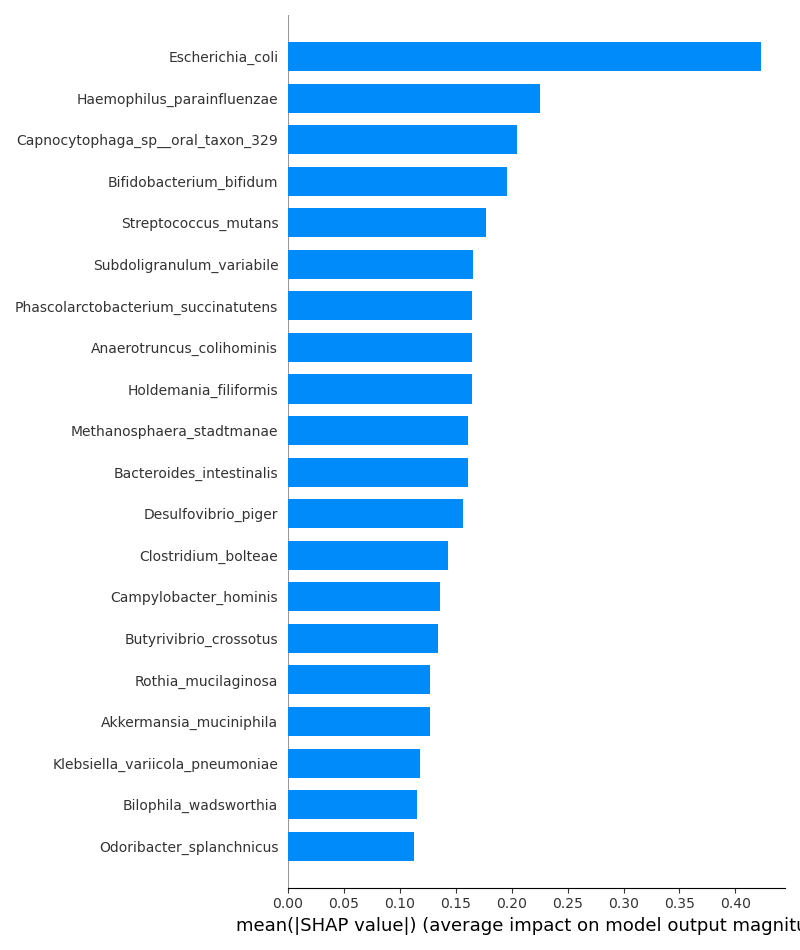 Escherichia_coli
Haemophilus_parainfluenzae
Capnocytophaga_sp__oral_taxon_329
Bifidobacterium_bifidum
Streptococcus_mutans
Subdoligranulum_variabile
Phascolarctobacterium_succinatutens
Anaerotruncus_colihominis
Holdemania_filiformis
Methanosphaera_stadtmanae
Bacteroides_intestinalis
Desulfovibrio_piger
Clostridium_bolteae
Campylobacter_hominis
Butyrivibrio_crossotus
Rothia_mucilaginosa
Akkermansia_muciniphila
Klebsiella_variicola_pneumoniae
Bilophila_wadsworthia
Odoribacter_splanchnicus
0.00 0.05 0.10 0.15 0.20 0.25 0.30 0.35 0.40
mean(|SHAP value|) (average impact on model output magnitu